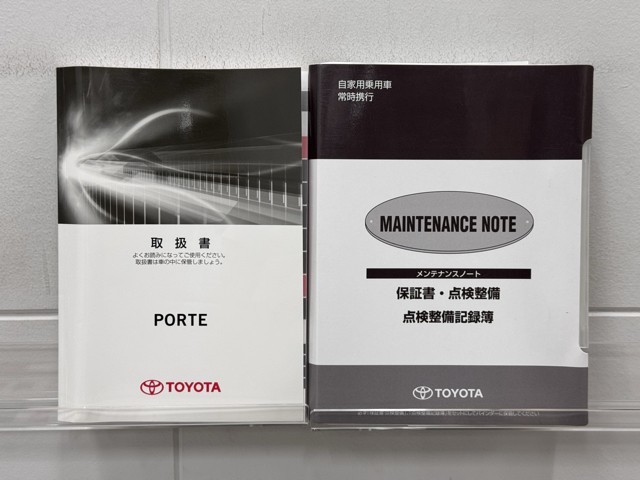 取扱書
よくお読みになってご使用ください。
取扱書は車の中に保管しましょう。
PORTE
TOYOTA
自家用乗用車
常時携行
MAINTENANCE NOTE
メンテナンスノート
保証書・点検整備
点検整備記録簿
TOYOTA